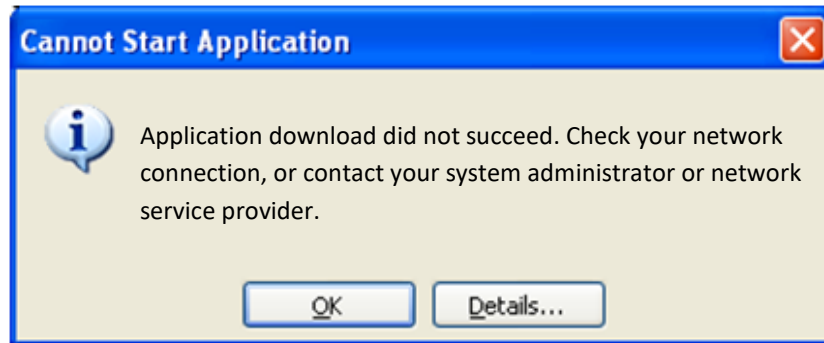 Cannot Start Application
Application download did not succeed. Check your network
connection, or contact your system administrator or network
service provider.
OK
Details...